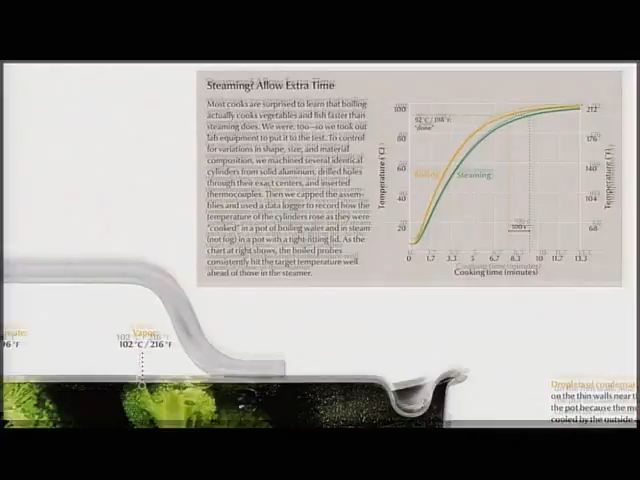 Steaming? Allow Extra Time
Most cooks are surprised to learn that boiling
actually cooks vegetables and fish faster than
steaming does. We were, too—so we took out
lab equipment to put it to the test. To control
for variations in shape, size, and material
composition, we machined several identical
cylinders from solid aluminum, drilled holes
through their exact centers, and inserted
thermocouples. Then we capped the assem-
blies and used a data logger to record how the
temperature of the cylinders rose as they were
"cooked" in a pot of boiling water and in steam
(not fog) in a pot with a tight-fitting lid. As the
chart at right shows, the boiled probes
consistently hit the target temperature well
ahead of those in the steamer.
Temperature (°C)
100
80
60
40
20
92°C / 198°F
"done"
Boiling
Steaming
100 s
212
176
140
104
68
Temperature (°F)
0 1.7 3.3 5 6.7 8.3 10 11.7 13.3
Cooking time (minutes)
Vapor:
102 °C / 216 °F
Droplets of condensa
on the thin walls near t
the pot because the m
cooled by the outside